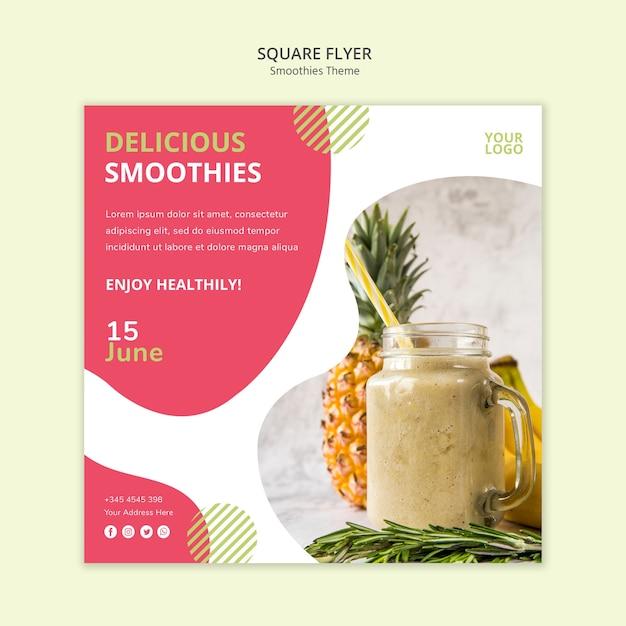 SQUARE FLYER
Smoothies Theme
DELICIOUS
SMOOTHIES
YOUR
LOGO
Lorem ipsum dolor sit amet, consectetur
adipiscing elit, sed eiusmod tempor
incididunt ut labore et dolore magna aliqua
ENJOY HEALTHILY!
15
June
+345 4545 398
Your Address Here